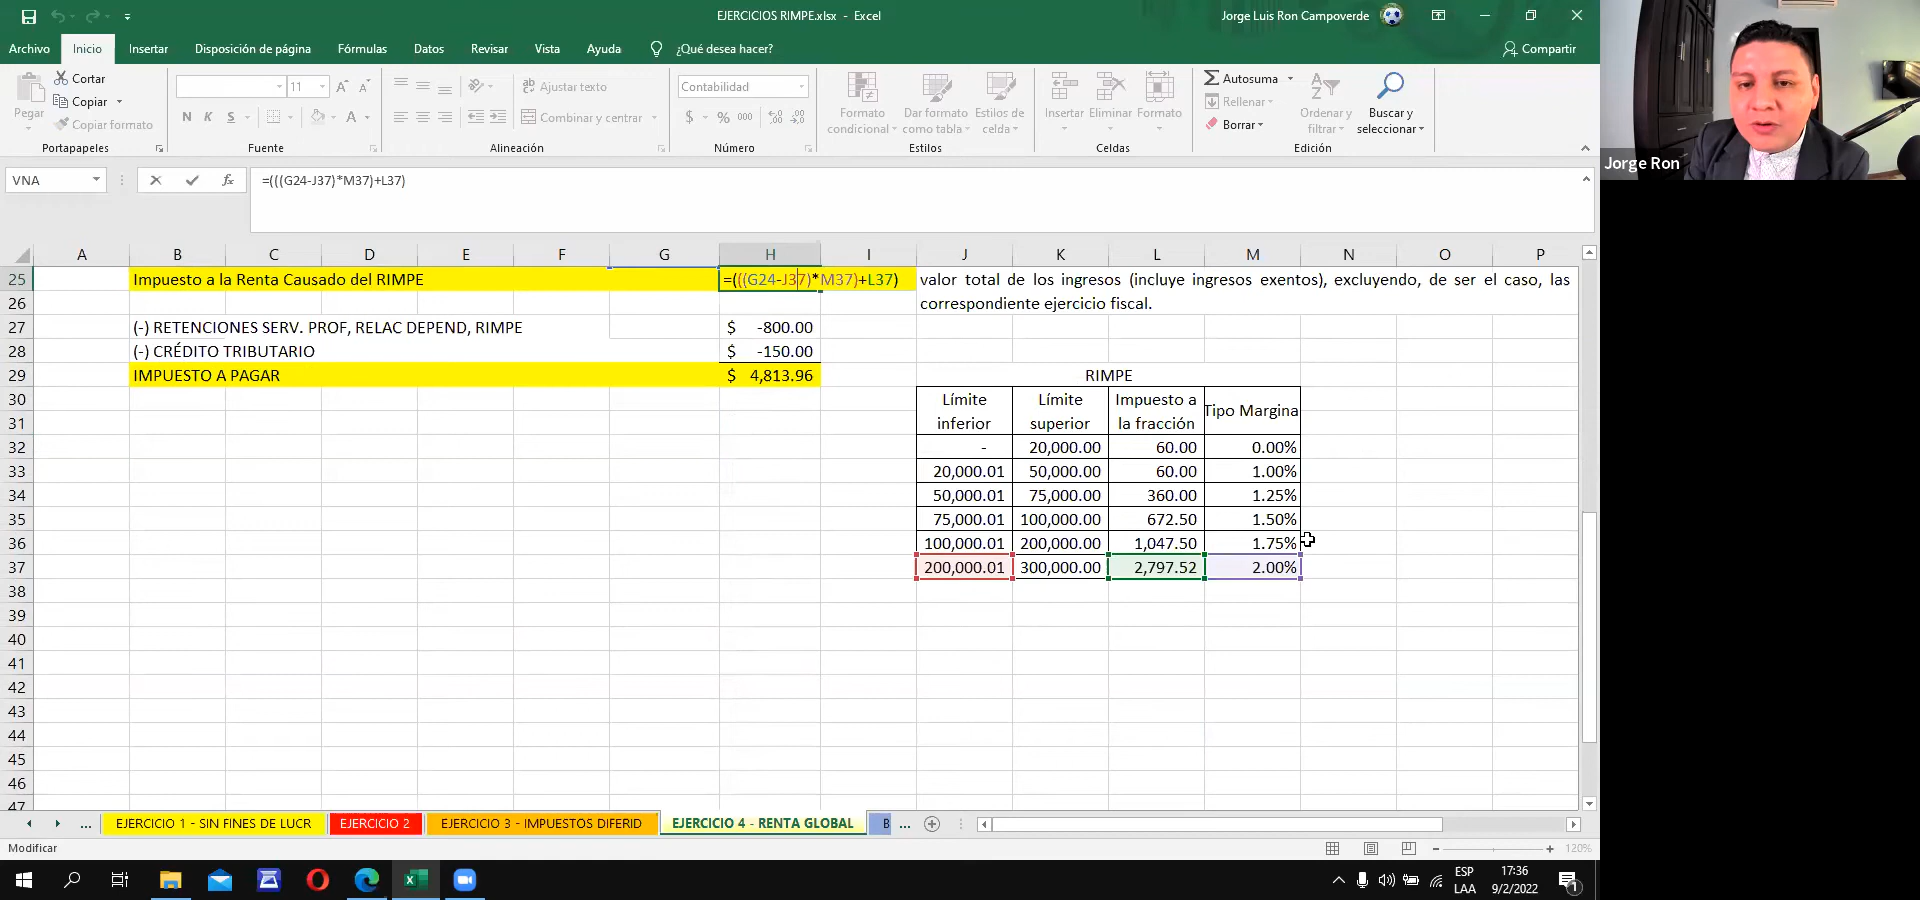 EJERCICIOS RIMPE.xlsx - Excel
Jorge Luis Ron Campoverde
Archivo Inicio Insertar Disposición de página Fórmulas Datos Revisar Vista Ayuda ¿Qué desea hacer? Compartir
Pegar
Cortar
Copiar
Copiar formato
Portapapeles
11
N K S
Fuente
Ajustar texto
Combinar y centrar
Alineación
Contabilidad
$ % 000
Número
Formato condicional
Dar formato como tabla
Estilos de celda
Estilos
Insertar Eliminar Formato
Celdas
Autosuma
Rellenar
Borrar
Ordenar y filtrar
Buscar y seleccionar
Edición
Jorge Ron
VNA =(((G24-J37)*M37)+L37)
A B C D E F G H I J K L M N O P
25 Impuesto a la Renta Causado del RIMPE =(((G24-J37)*M37)+L37) valor total de los ingresos (incluye ingresos exentos), excluyendo, de ser el caso, las
26 correspondiente ejercicio fiscal.
27 (-) RETENCIONES SERV. PROF, RELAC DEPEND, RIMPE $ -800.00
28 (-) CRÉDITO TRIBUTARIO $ -150.00
29 IMPUESTO A PAGAR $ 4,813.96 RIMPE
30 Límite Límite Impuesto a
Tipo Margina
31 inferior superior la fracción
32 - 20,000.00 60.00 0.00%
33 20,000.01 50,000.00 60.00 1.00%
34 50,000.01 75,000.00 360.00 1.25%
35 75,000.01 100,000.00 672.50 1.50%
36 100,000.01 200,000.00 1,047.50 1.75%
37 200,000.01 300,000.00 2,797.52 2.00%
38
39
40
41
42
43
44
45
46
47
... EJERCICIO 1 - SIN FINES DE LUCR EJERCICIO 2 EJERCICIO 3 - IMPUESTOS DIFERID EJERCICIO 4 - RENTA GLOBAL B ...
Modificar 120%
ESP 17:36
LAA 9/2/2022 1